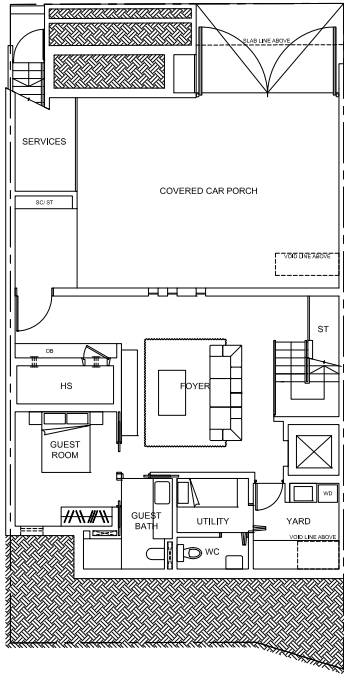 SLAB LINE ABOVE
SERVICES
COVERED CAR PORCH
SC/ ST
VOID LINE ABOVE
ST
DB
HS
FOYER
GUEST
ROOM
WD
GUEST
BATH
UTILITY
YARD
VOID LINE ABOVE
WC